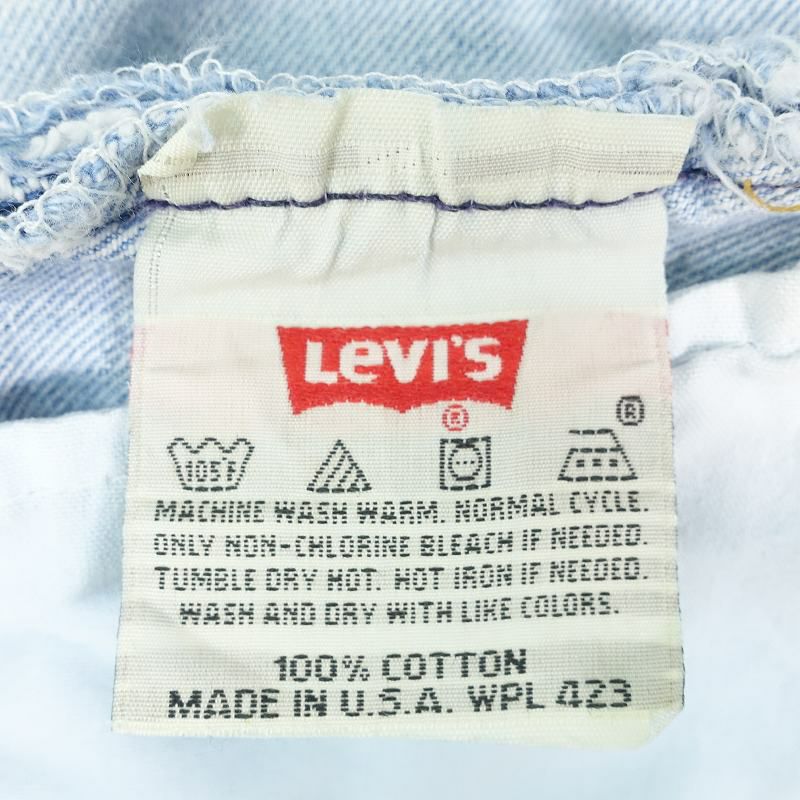 LEVI'S
®
®
105F
MACHINE WASH WARM. NORMAL CYCLE.
ONLY NON-CHLORINE BLEACH IF NEEDED.
TUMBLE DRY HOT. HOT IRON IF NEEDED.
WASH AND DRY WITH LIKE COLORS.
100% COTTON
MADE IN U.S.A. WPL 423